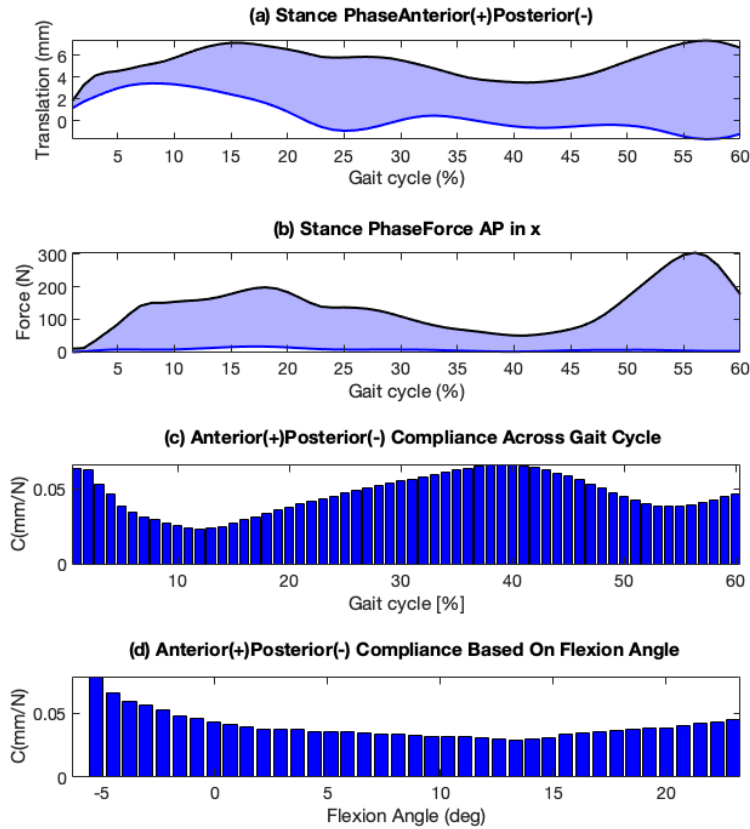 (a) Stance PhaseAnterior(+)Posterior(-)
Translation (mm)
6
4
2
0
5 10 15 20 25 30 35 40 45 50 55 60
Gait cycle (%)
(b) Stance PhaseForce AP in x
Force (N)
300
200
100
0
5 10 15 20 25 30 35 40 45 50 55 60
Gait cycle (%)
(c) Anterior(+)Posterior(-) Compliance Across Gait Cycle
C(mm/N)
0.05
0
10 20 30 40 50 60
Gait cycle [%]
(d) Anterior(+)Posterior(-) Compliance Based On Flexion Angle
C(mm/N)
0.05
0
-5 0 5 10 15 20
Flexion Angle (deg)